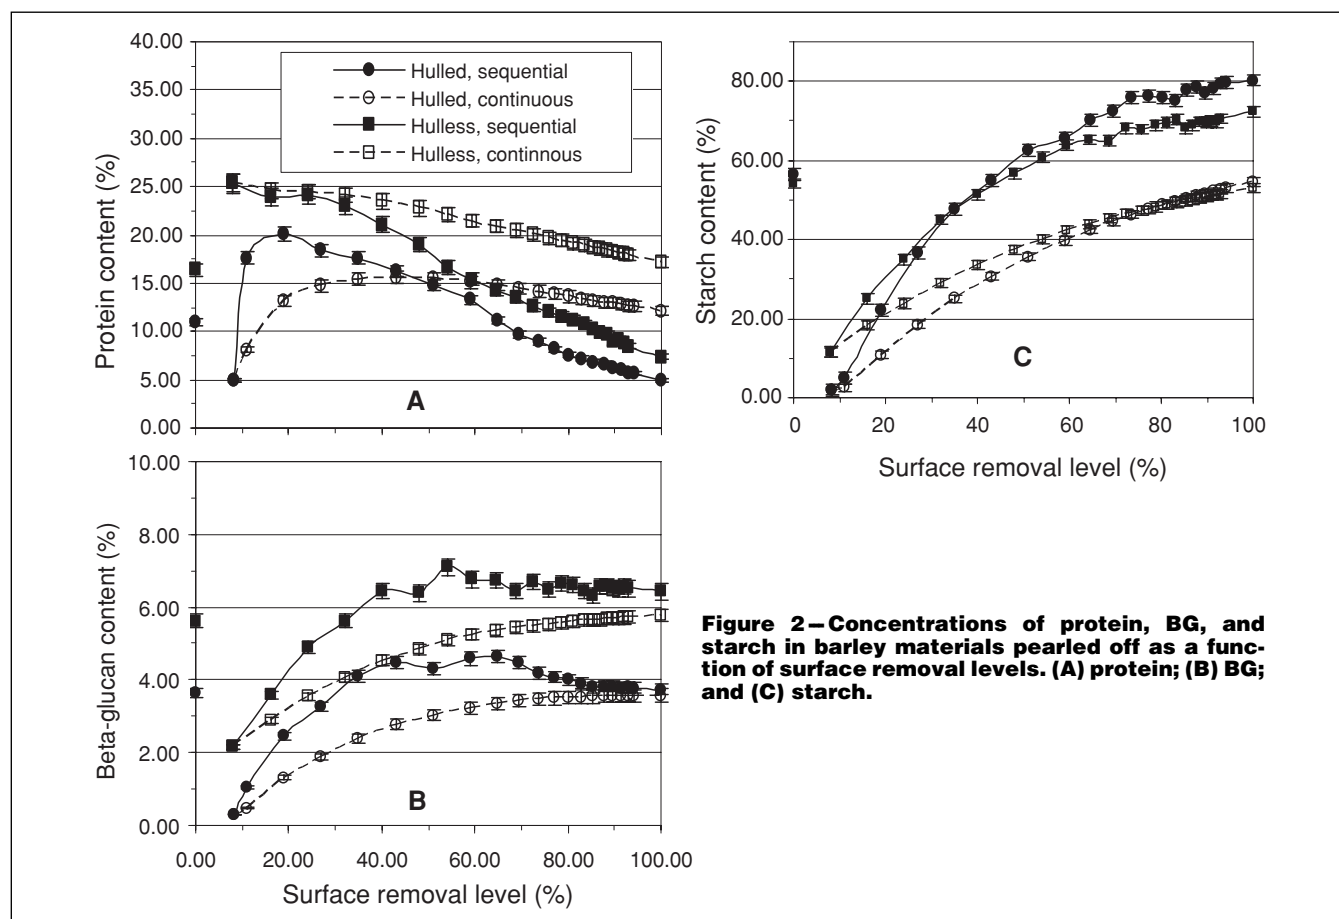 40.00
35.00
30.00
25.00
20.00
15.00
10.00
5.00
0.00
Protein content (%)
Hulled, sequential
Hulled, continuous
Hulless, sequential
Hulless, continnous
A
80.00
60.00
40.00
20.00
0.00
Starch content (%)
C
0 20 40 60 80 100
Surface removal level (%)
10.00
8.00
6.00
4.00
2.00
0.00
Beta-glucan content (%)
B
0.00 20.00 40.00 60.00 80.00 100.00
Surface removal level (%)
Figure 2—Concentrations of protein, BG, and
starch in barley materials pearled off as a func-
tion of surface removal levels. (A) protein; (B) BG;
and (C) starch.